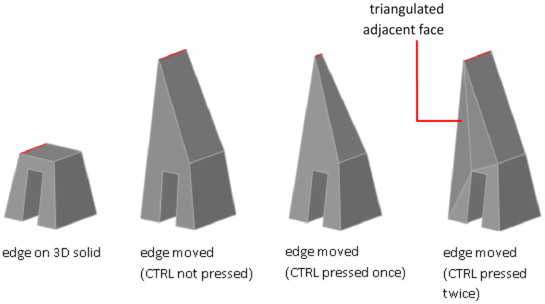 triangulated
adjacent face
edge on 3D solid
edge moved
(CTRL not pressed)
edge moved
(CTRL pressed once)
edge moved
(CTRL pressed
twice)